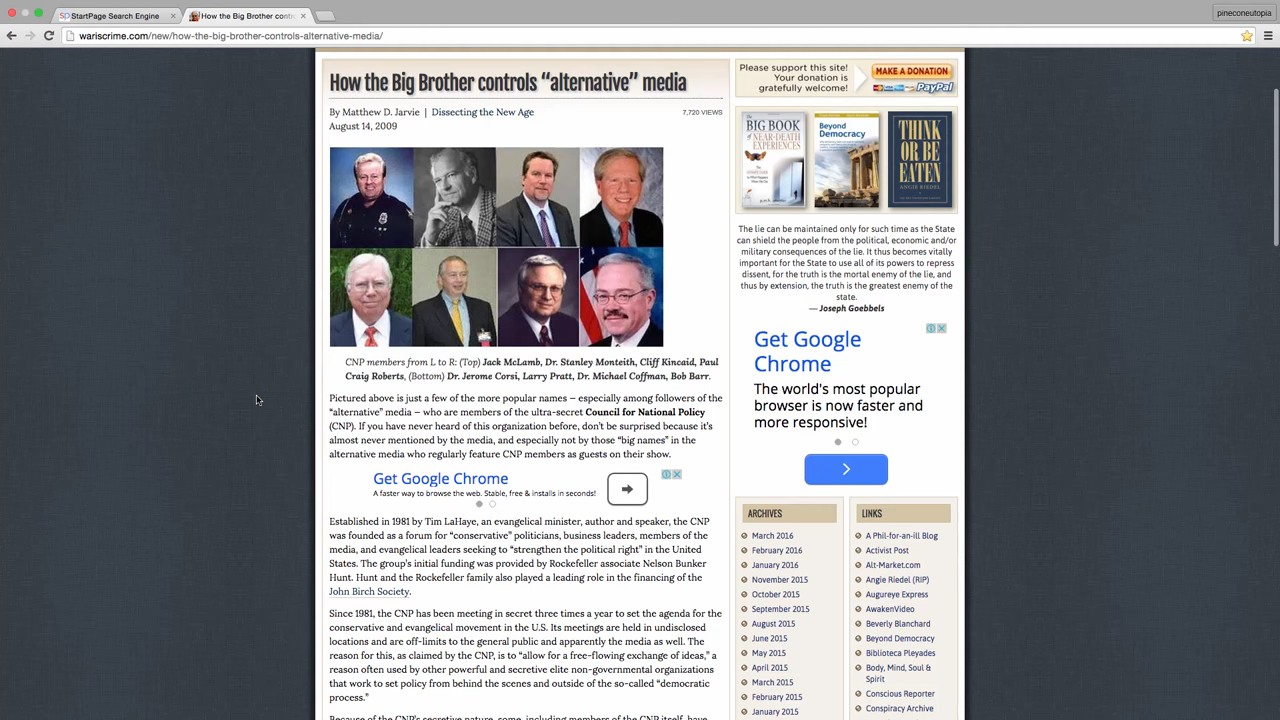 StartPage Search Engine
How the Big Brother contro
pineconeutopia
wariscrime.com/new/how-the-big-brother-controls-alternative-media/
How the Big Brother controls “alternative” media
By Matthew D. Jarvie | Dissecting the New Age
7,720 VIEWS
August 14, 2009
CNP members from L to R: (Top) Jack McLamb, Dr. Stanley Monteith, Cliff Kincaid, Paul
Craig Roberts, (Bottom) Dr. Jerome Corsi, Larry Pratt, Dr. Michael Coffman, Bob Barr.
Pictured above is just a few of the more popular names — especially among followers of the
“alternative” media — who are members of the ultra-secret Council for National Policy
(CNP). If you have never heard of this organization before, don’t be surprised because it’s
almost never mentioned by the media, and especially not by those “big names” in the
alternative media who regularly feature CNP members as guests on their show.
Get Google Chrome
A faster way to browse the web. Stable, free & installs in seconds!
Established in 1981 by Tim LaHaye, an evangelical minister, author and speaker, the CNP
was founded as a forum for “conservative” politicians, business leaders, members of the
media, and evangelical leaders seeking to “strengthen the political right” in the United
States. The group’s initial funding was provided by Rockefeller associate Nelson Bunker
Hunt. Hunt and the Rockefeller family also played a leading role in the financing of the
John Birch Society.
Since 1981, the CNP has been meeting in secret three times a year to set the agenda for the
conservative and evangelical movement in the U.S. Its meetings are held in undisclosed
locations and are off-limits to the general public and apparently the media as well. The
reason for this, as claimed by the CNP, is to “allow for a free-flowing exchange of ideas,” a
reason often used by other powerful and secretive elite non-governmental organizations
that work to set policy from behind the scenes and outside of the so-called “democratic
process.”
Because of the CNP’s secretive nature, some, including members of the CNP itself, have
Please support this site!
Your donation is
gratefully welcome!
MAKE A DONATION
PayPal
The
BIG BOOK
OF NEAR-DEATH
EXPERIENCES
Beyond
Democracy
THINK
OR BE
EATEN
ANGIE RIEDEL
The lie can be maintained only for such time as the State
can shield the people from the political, economic and/or
military consequences of the lie. It thus becomes vitally
important for the State to use all of its powers to repress
dissent, for the truth is the mortal enemy of the lie, and
thus by extension, the truth is the greatest enemy of the
state.
— Joseph Goebbels
Get Google
Chrome
The world's most popular
browser is now faster and
more responsive!
ARCHIVES
March 2016
February 2016
January 2016
November 2015
October 2015
September 2015
August 2015
June 2015
May 2015
April 2015
March 2015
February 2015
January 2015
LINKS
A Phil-for-an-ill Blog
Activist Post
Alt-Market.com
Angie Riedel (RIP)
Augureye Express
AwakenVideo
Beverly Blanchard
Beyond Democracy
Biblioteca Pleyades
Body, Mind, Soul &
Spirit
Conscious Reporter
Conspiracy Archive